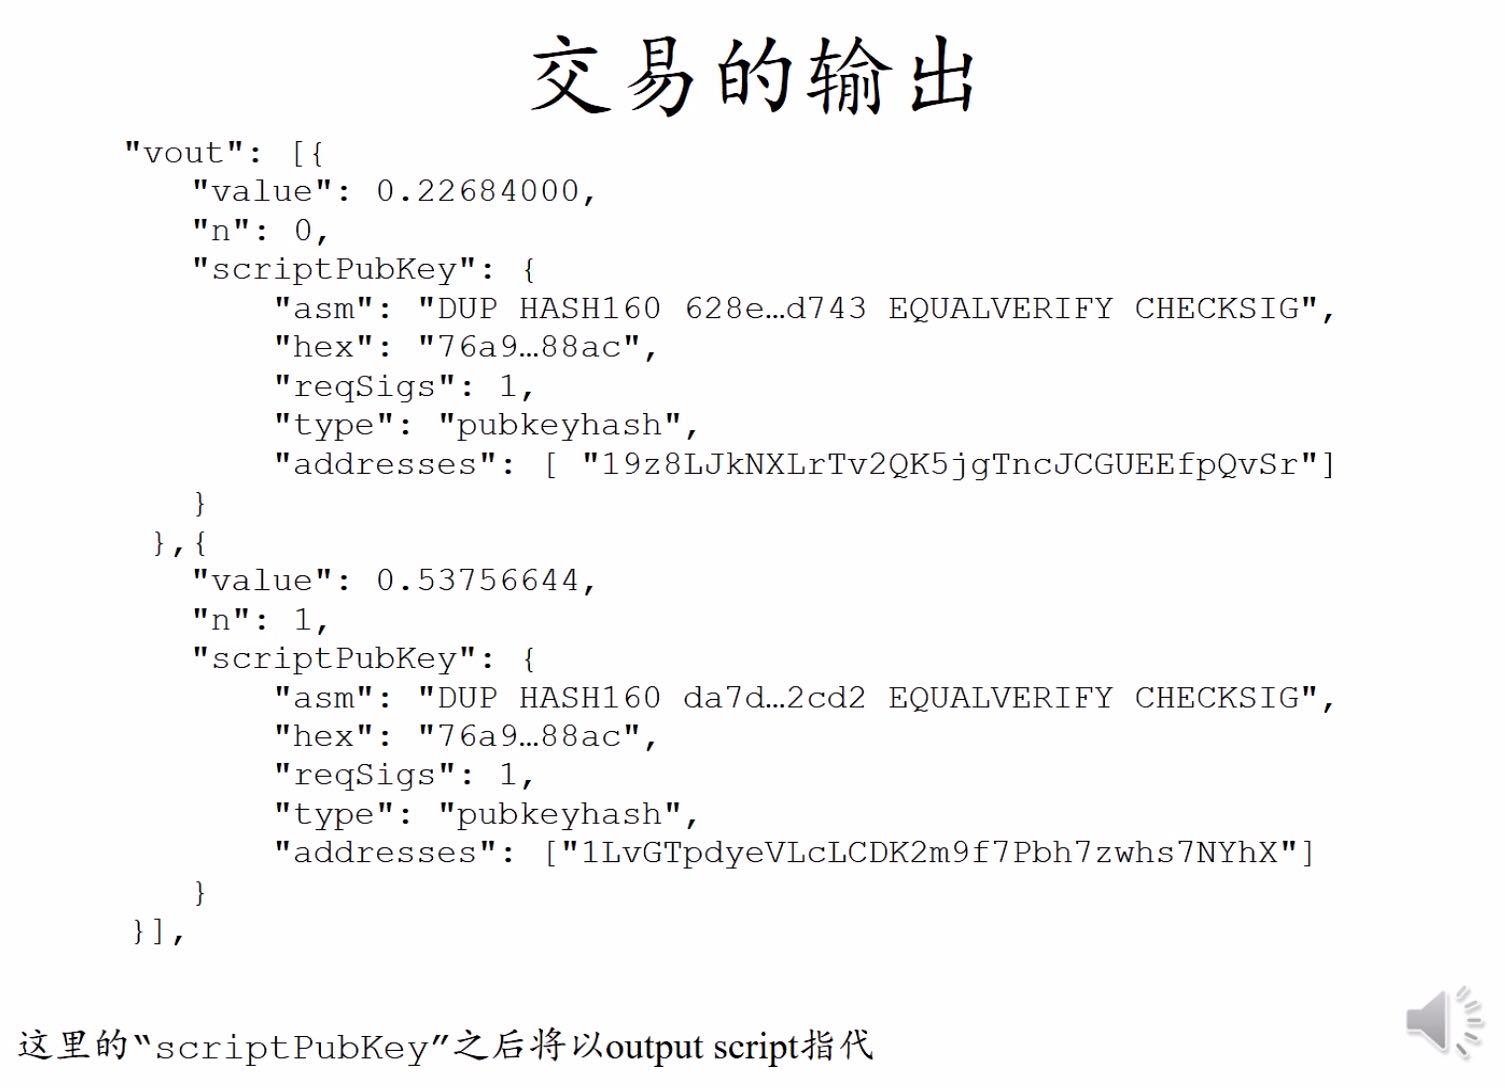 交易的输出
"vout": [{
"value": 0.22684000,
"n": 0,
"scriptPubKey": {
"asm": "DUP HASH160 628e…d743 EQUALVERIFY CHECKSIG",
"hex": "76a9…88ac",
"reqSigs": 1,
"type": "pubkeyhash",
"addresses": [ "19z8LJkNXLrTv2QK5jgTncJCGUEEfpQvSr"]
}
},{
"value": 0.53756644,
"n": 1,
"scriptPubKey": {
"asm": "DUP HASH160 da7d…2cd2 EQUALVERIFY CHECKSIG",
"hex": "76a9…88ac",
"reqSigs": 1,
"type": "pubkeyhash",
"addresses": ["1LvGTpdyeVLcLCDK2m9f7Pbh7zwhs7NYhX"]
}
}],
这里的“scriptPubKey”之后将以output script指代